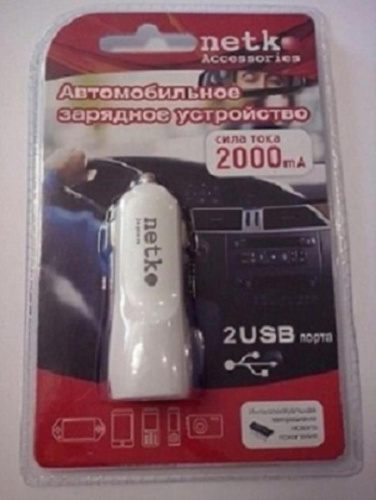 netk
Accessories
Автомобильное
зарядное устройство
сила тока
2000mA
netk
2USB порта